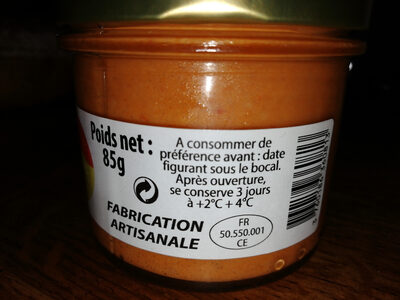 Poids net :
85g
A consommer de
préférence avant : date
figurant sous le bocal.
Après ouverture,
se conserve 3 jours
à +2°C + 4°C
FABRICATION
ARTISANALE
FR
50.550.001
CE